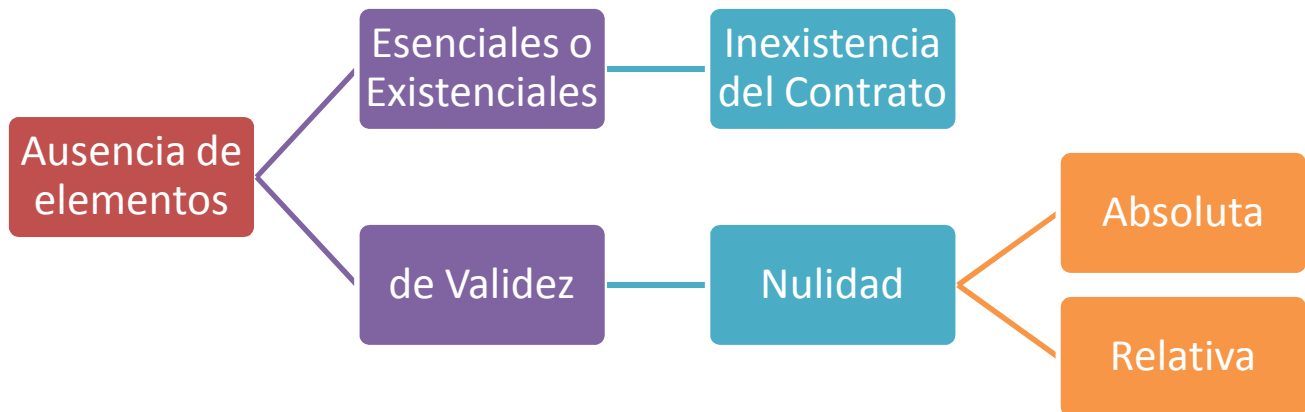 Ausencia de
elementos
Esenciales o
Existenciales
Inexistencia
del Contrato
de Validez
Nulidad
Absoluta
Relativa